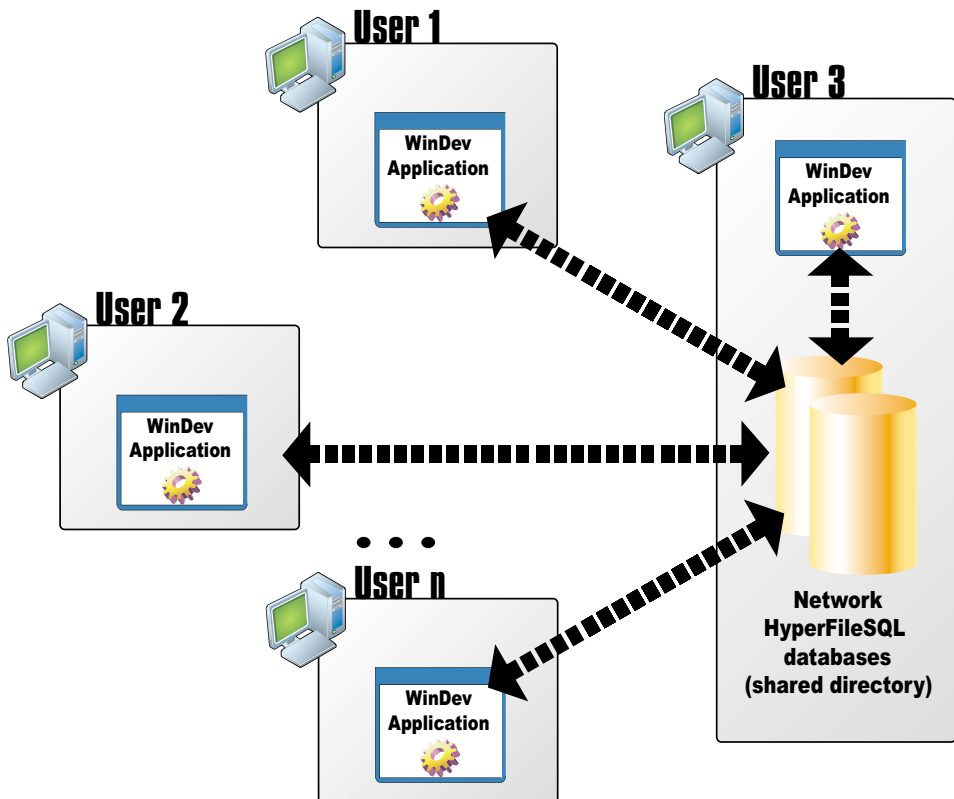 User 1
WinDev
Application
User 3
WinDev
Application
User 2
WinDev
Application
• • •
User n
WinDev
Application
Network
HyperFileSQL
databases
(shared directory)